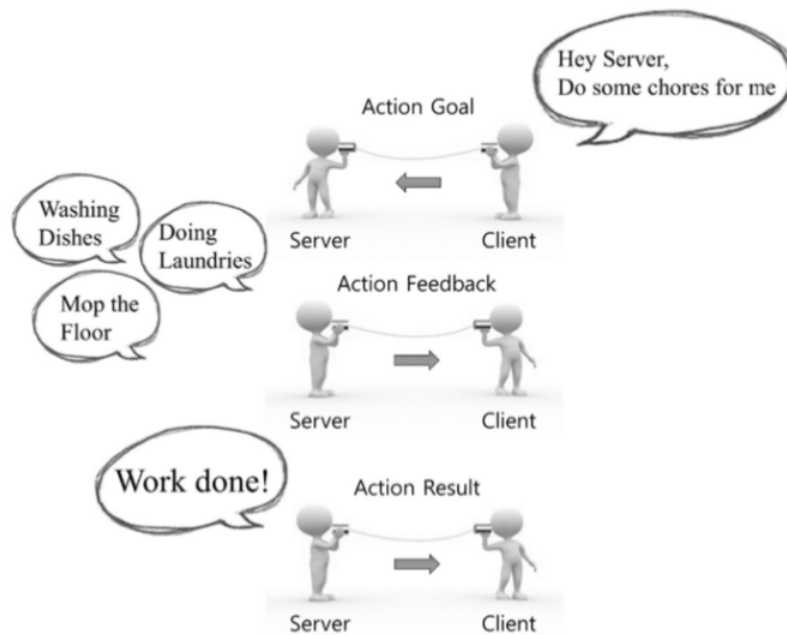 Hey Server,
Do some chores for me
Action Goal
Server
Client
Washing
Dishes
Doing
Laundries
Mop the
Floor
Action Feedback
Server
Client
Work done!
Action Result
Server
Client